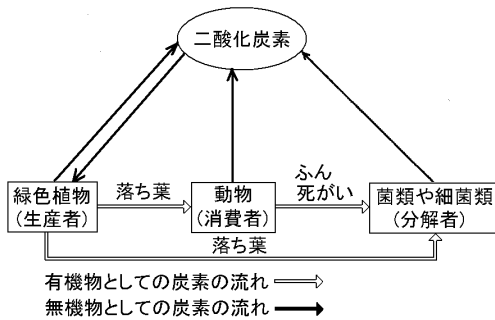 二酸化炭素
緑色植物
(生産者)
落ち葉
動物
(消費者)
ふん
死がい
菌類や細菌類
(分解者)
落ち葉
有機物としての炭素の流れ
無機物としての炭素の流れ